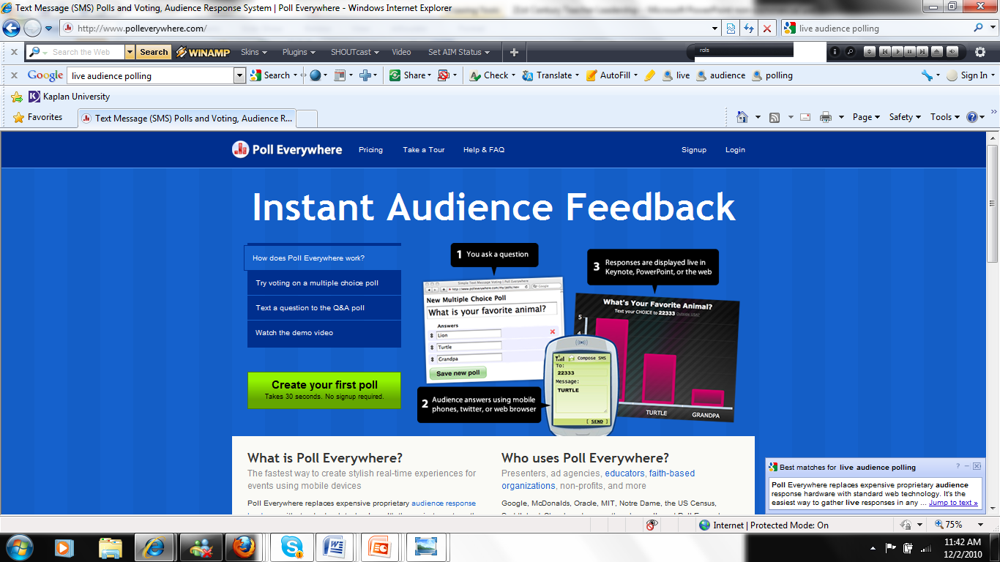 Text Message (SMS) Polls and Voting, Audience Response System | Poll Everywhere - Windows Internet Explorer
http://www.polleverywhere.com/
live audience polling
Search the Web
Search
WINAMP
Skins
Plugins
SHOUTcast
Video
Set AIM Status
rals
Google
live audience polling
Search
Share
Check
Translate
AutoFill
live
audience
polling
Sign In
Kaplan University
Favorites
Text Message (SMS) Polls and Voting, Audience R...
Page
Safety
Tools
Poll Everywhere
Pricing
Take a Tour
Help & FAQ
Signup
Login
Instant Audience Feedback
How does Poll Everywhere work?
Try voting on a multiple choice poll
Text a question to the Q&A poll
Watch the demo video
Create your first poll
Takes 30 seconds. No signup required.
1 You ask a question
Simple Text Message Voting | Poll Everywhere
New Multiple Choice Poll
What is your favorite animal?
Answers
Lion
Turtle
Grandpa
Save new poll
2 Audience answers using mobile
phones, twitter, or web browser
Compose SMS
To:
22333
Message:
TURTLE
[ SEND ]
3 Responses are displayed live in
Keynote, PowerPoint, or the web
What's Your Favorite Animal?
Text your CHOICE to 22333 Outside USA?
5
4
TURTLE
GRANDPA
What is Poll Everywhere?
The fastest way to create stylish real-time experiences for
events using mobile devices
Poll Everywhere replaces expensive proprietary audience response
Who uses Poll Everywhere?
Presenters, ad agencies, educators, faith-based
organizations, non-profits, and more
Google, McDonalds, Oracle, MIT, Notre Dame, the US Census,
Best matches for live audience polling
Poll Everywhere replaces expensive proprietary audience
response hardware with standard web technology. It's the
easiest way to gather live responses in any ... Jump to text »
Internet | Protected Mode: On
75%
11:42 AM
12/2/2010